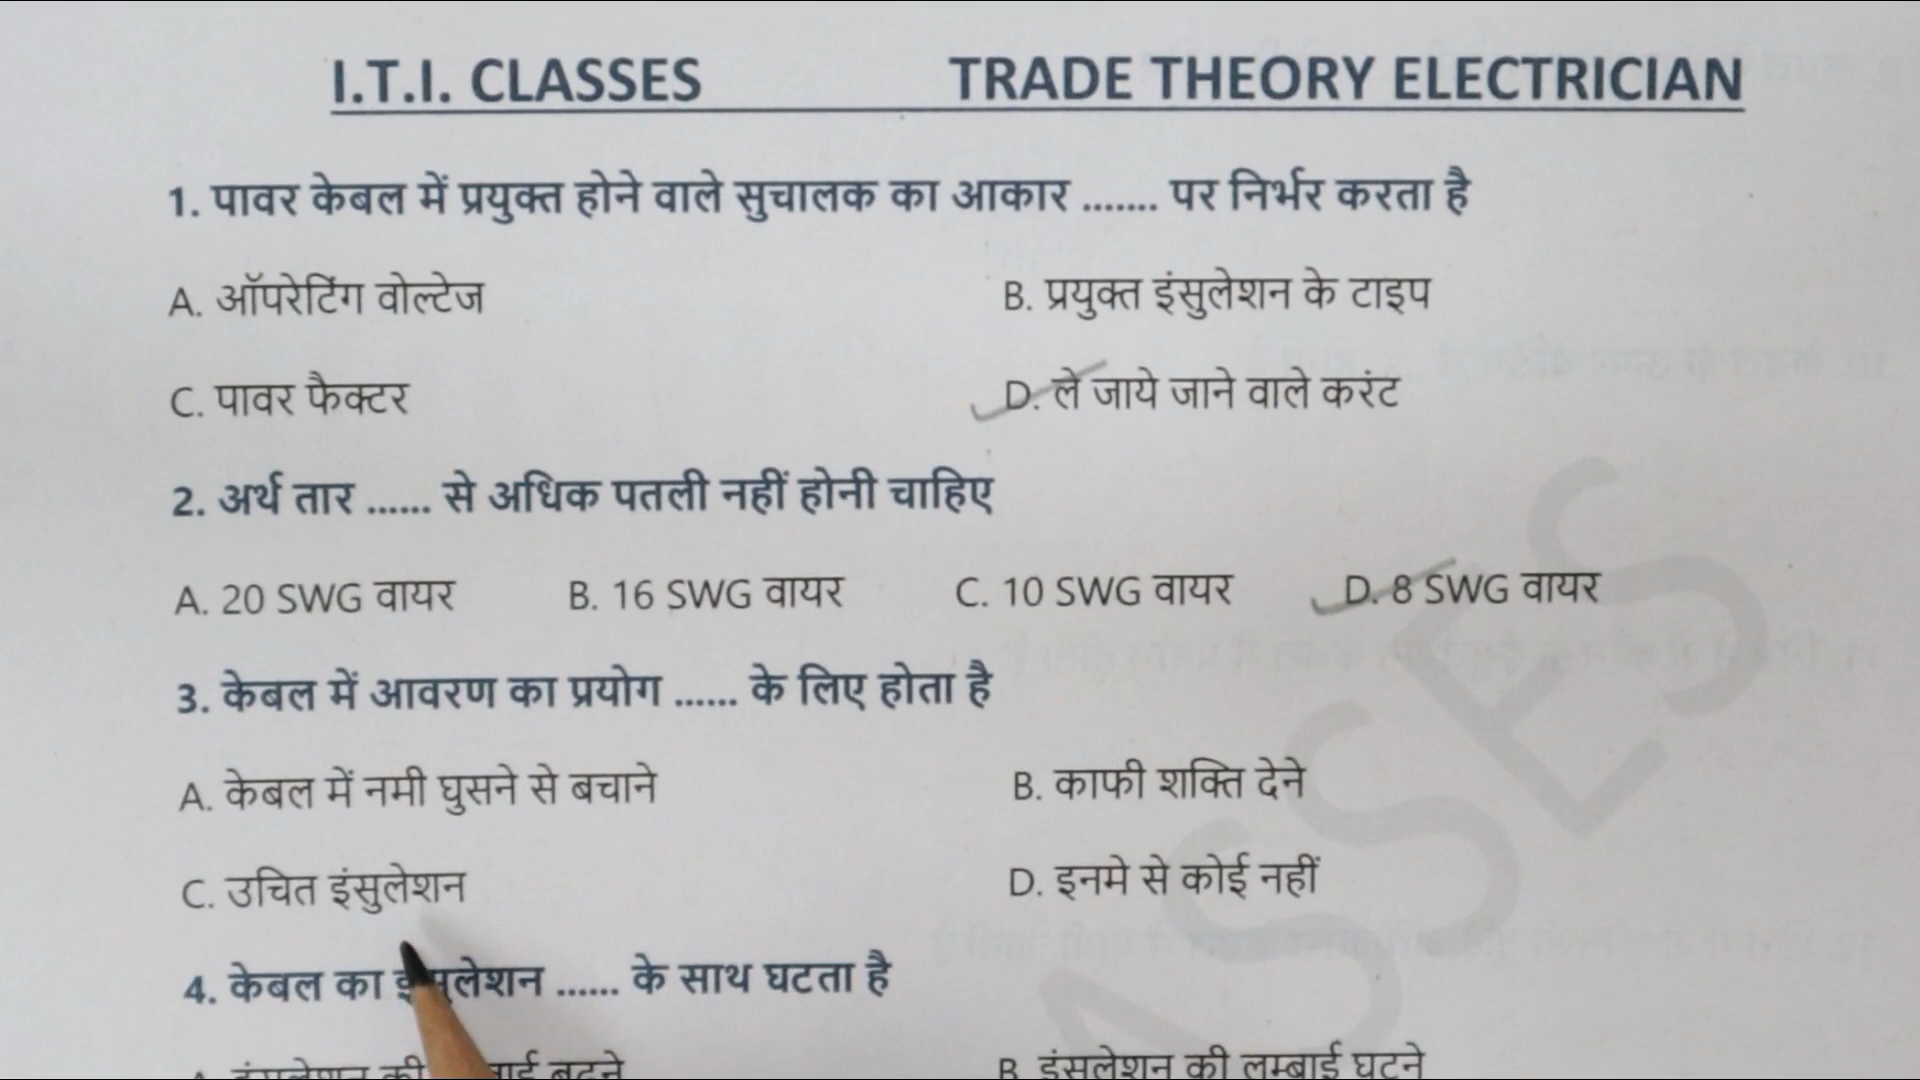 I.T.I. CLASSES TRADE THEORY ELECTRICIAN
1. पावर केबल में प्रयुक्त होने वाले सुचालक का आकार ....... पर निर्भर करता है
A. ऑपरेटिंग वोल्टेज B. प्रयुक्त इंसुलेशन के टाइप
C. पावर फैक्टर D. ले जाये जाने वाले करंट
2. अर्थ तार ...... से अधिक पतली नहीं होनी चाहिए
A. 20 SWG वायर B. 16 SWG वायर C. 10 SWG वायर D. 8 SWG वायर
3. केबल में आवरण का प्रयोग ...... के लिए होता है
A. केबल में नमी घुसने से बचाने B. काफी शक्ति देने
C. उचित इंसुलेशन D. इनमे से कोई नहीं
4. केबल का ...... के साथ घटता है
की बढ़ने B. इंसुलेशन की लम्बाई घटने